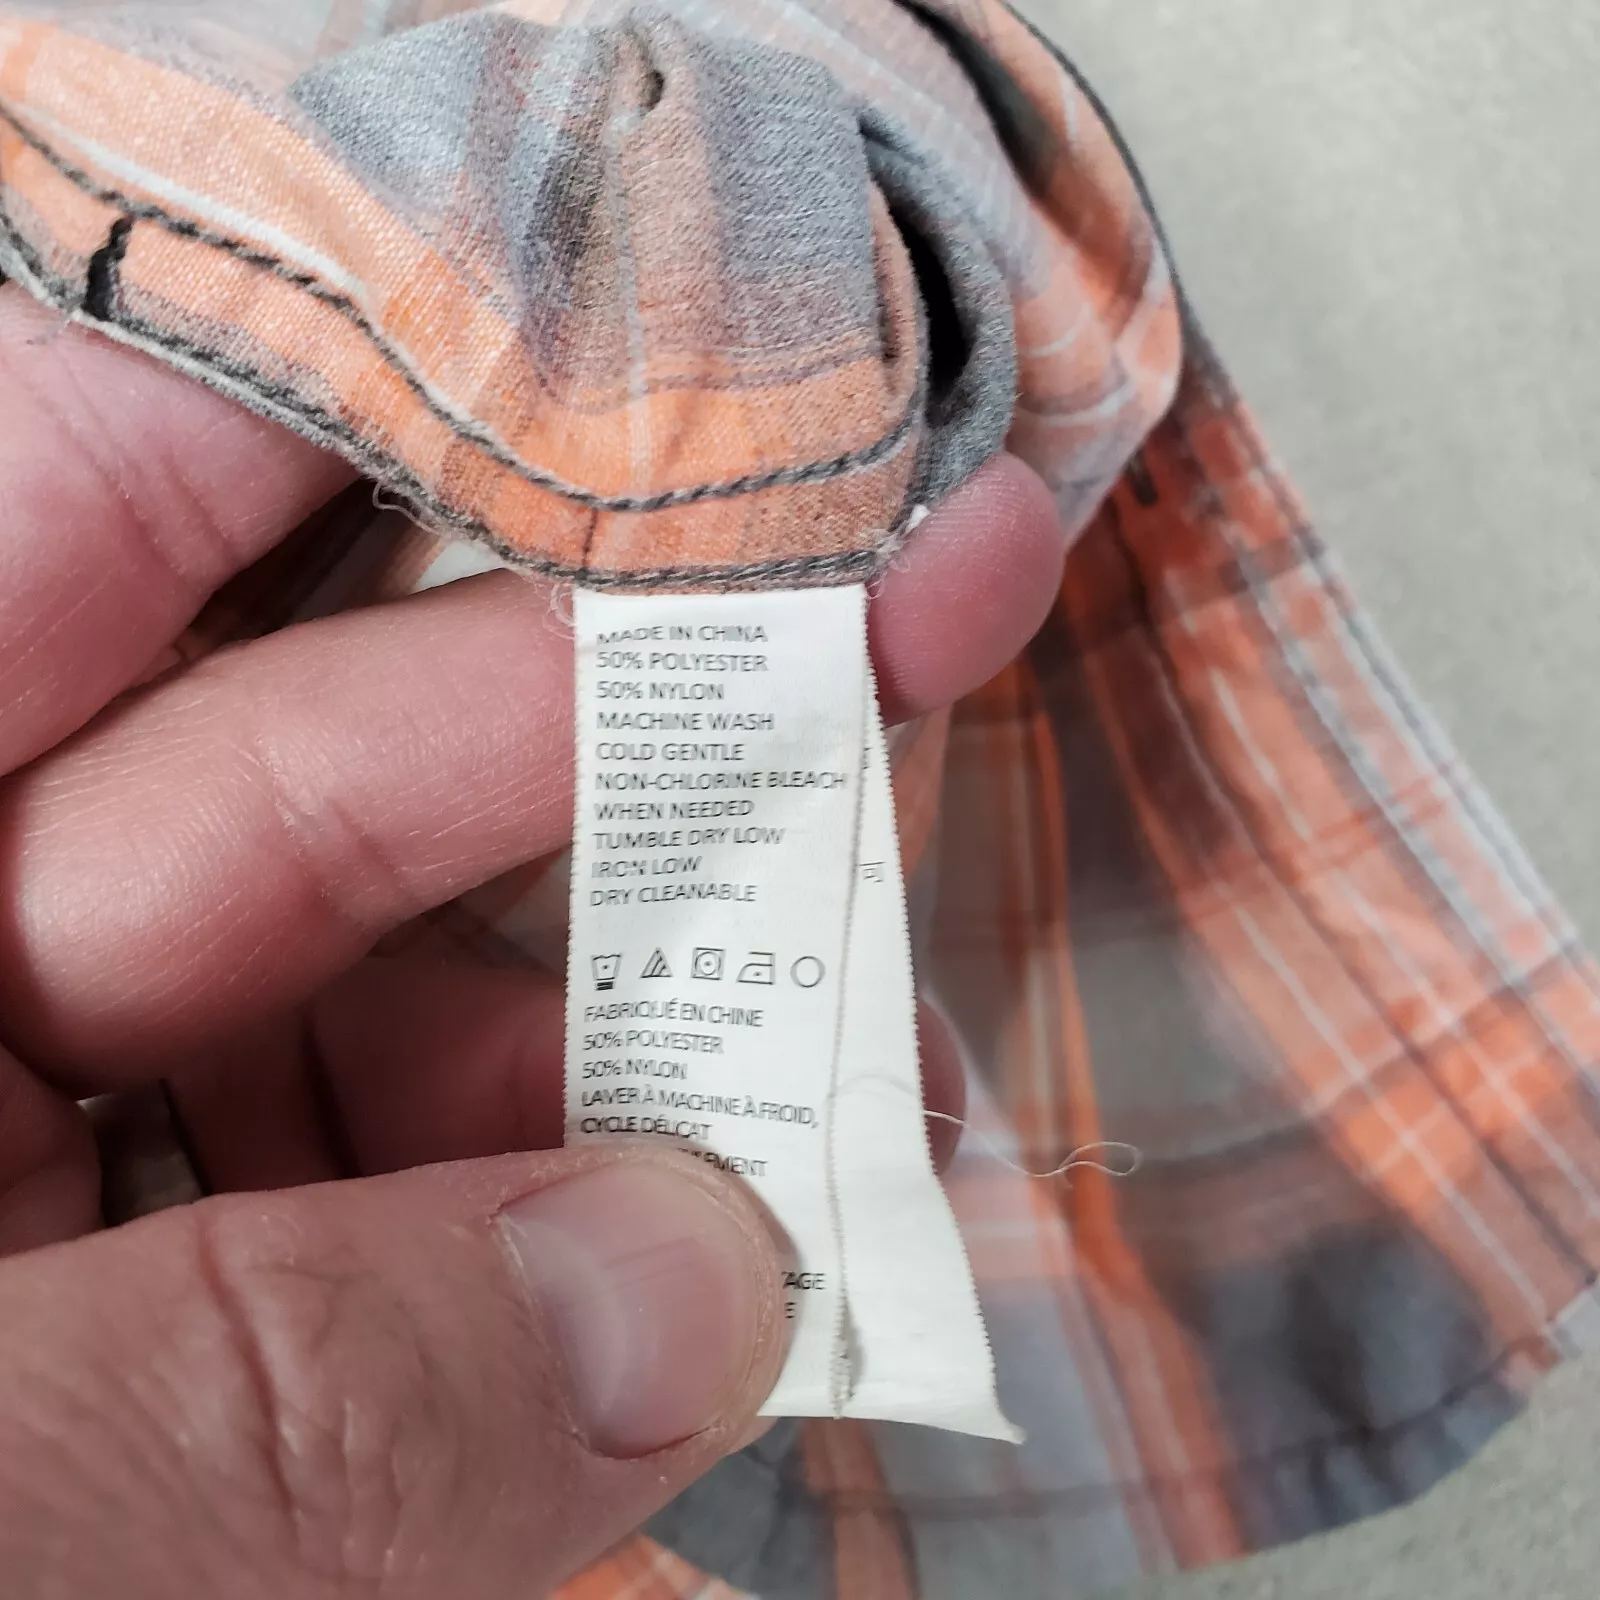 MADE IN CHINA
50% POLYESTER
50% NYLON
MACHINE WASH
COLD GENTLE
NON-CHLORINE BLEACH
WHEN NEEDED
TUMBLE DRY LOW
IRON LOW
DRY CLEANABLE
FABRIQUÉ EN CHINE
50% POLYESTER
50% NYLON
LAVER À MACHINE À FROID,
CYCLE DÉLICAT